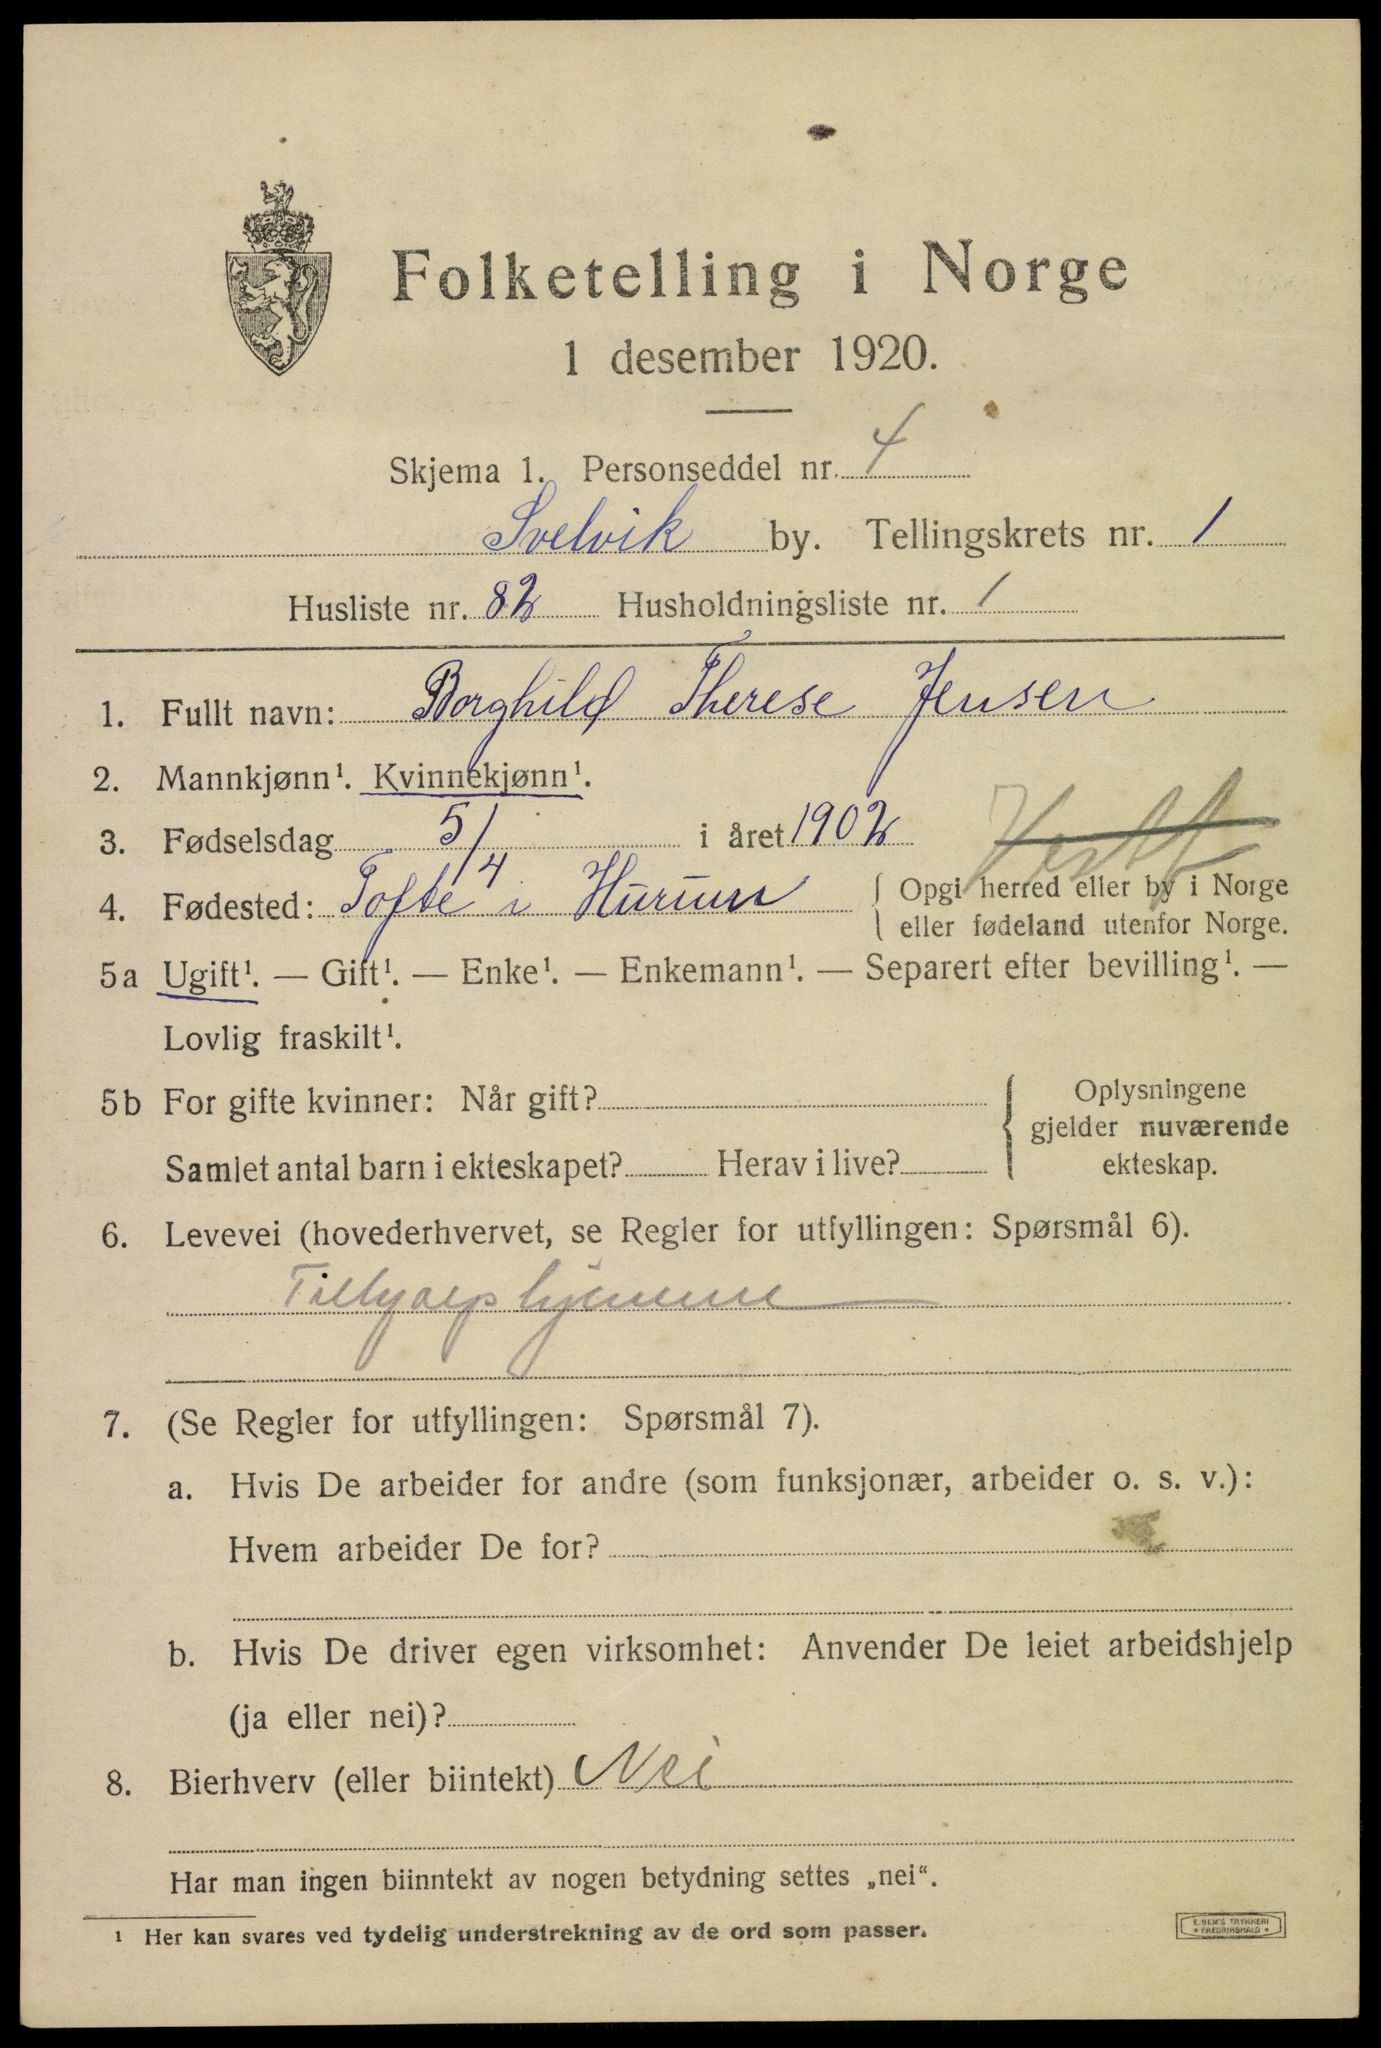 Folketelling i Norge
1 desember 1920.
Skjema 1. Personseddel nr. 4
Svelvik by. Tellingskrets nr. 1
Husliste nr. 82 Husholdningsliste nr. 1
1. Fullt navn: Borghild Therese Jensen
2. Mannkjønn¹. Kvinnekjønn¹.
3. Fødselsdag 5/4 i året 1902
4. Fødested: Tofte i Hurum { Opgi herred eller by i Norge
eller fødeland utenfor Norge.
5a Ugift¹. — Gift¹. — Enke¹. — Enkemann¹. — Separert efter bevilling¹. —
Lovlig fraskilt¹.
5b For gifte kvinner: Når gift? { Oplysningene
gjelder nuværende
Samlet antal barn i ekteskapet? Herav i live? ekteskap.
6. Levevei (hovederhvervet, se Regler for utfyllingen: Spørsmål 6).
Tilhjælp hjemme
7. (Se Regler for utfyllingen: Spørsmål 7).
a. Hvis De arbeider for andre (som funksjonær, arbeider o. s. v.):
Hvem arbeider De for?
b. Hvis De driver egen virksomhet: Anvender De leiet arbeidshjelp
(ja eller nei)?
8. Bierhverv (eller biintekt) Nei
Har man ingen biinntekt av nogen betydning settes „nei“.
¹ Her kan svares ved tydelig understrekning av de ord som passer.
E. SEM'S TRYKKERI
* FREDRIKSHALD *